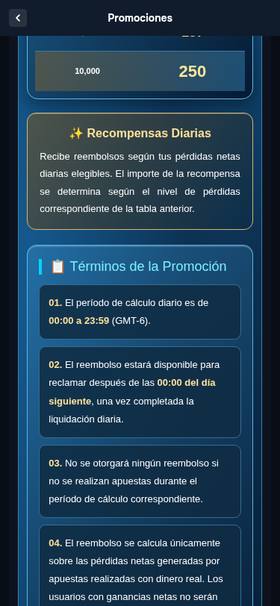 Promociones
10,000 250
✨ Recompensas Diarias
Recibe reembolsos según tus pérdidas netas
diarias elegibles. El importe de la recompensa
se determina según el nivel de pérdidas
correspondiente de la tabla anterior.
📋 Términos de la Promoción
01. El período de cálculo diario es de
00:00 a 23:59 (GMT-6).
02. El reembolso estará disponible para
reclamar después de las 00:00 del día
siguiente, una vez completada la
liquidación diaria.
03. No se otorgará ningún reembolso si
no se realizan apuestas durante el
período de cálculo correspondiente.
04. El reembolso se calcula únicamente
sobre las pérdidas netas generadas por
apuestas realizadas con dinero real. Los
usuarios con ganancias netas no serán